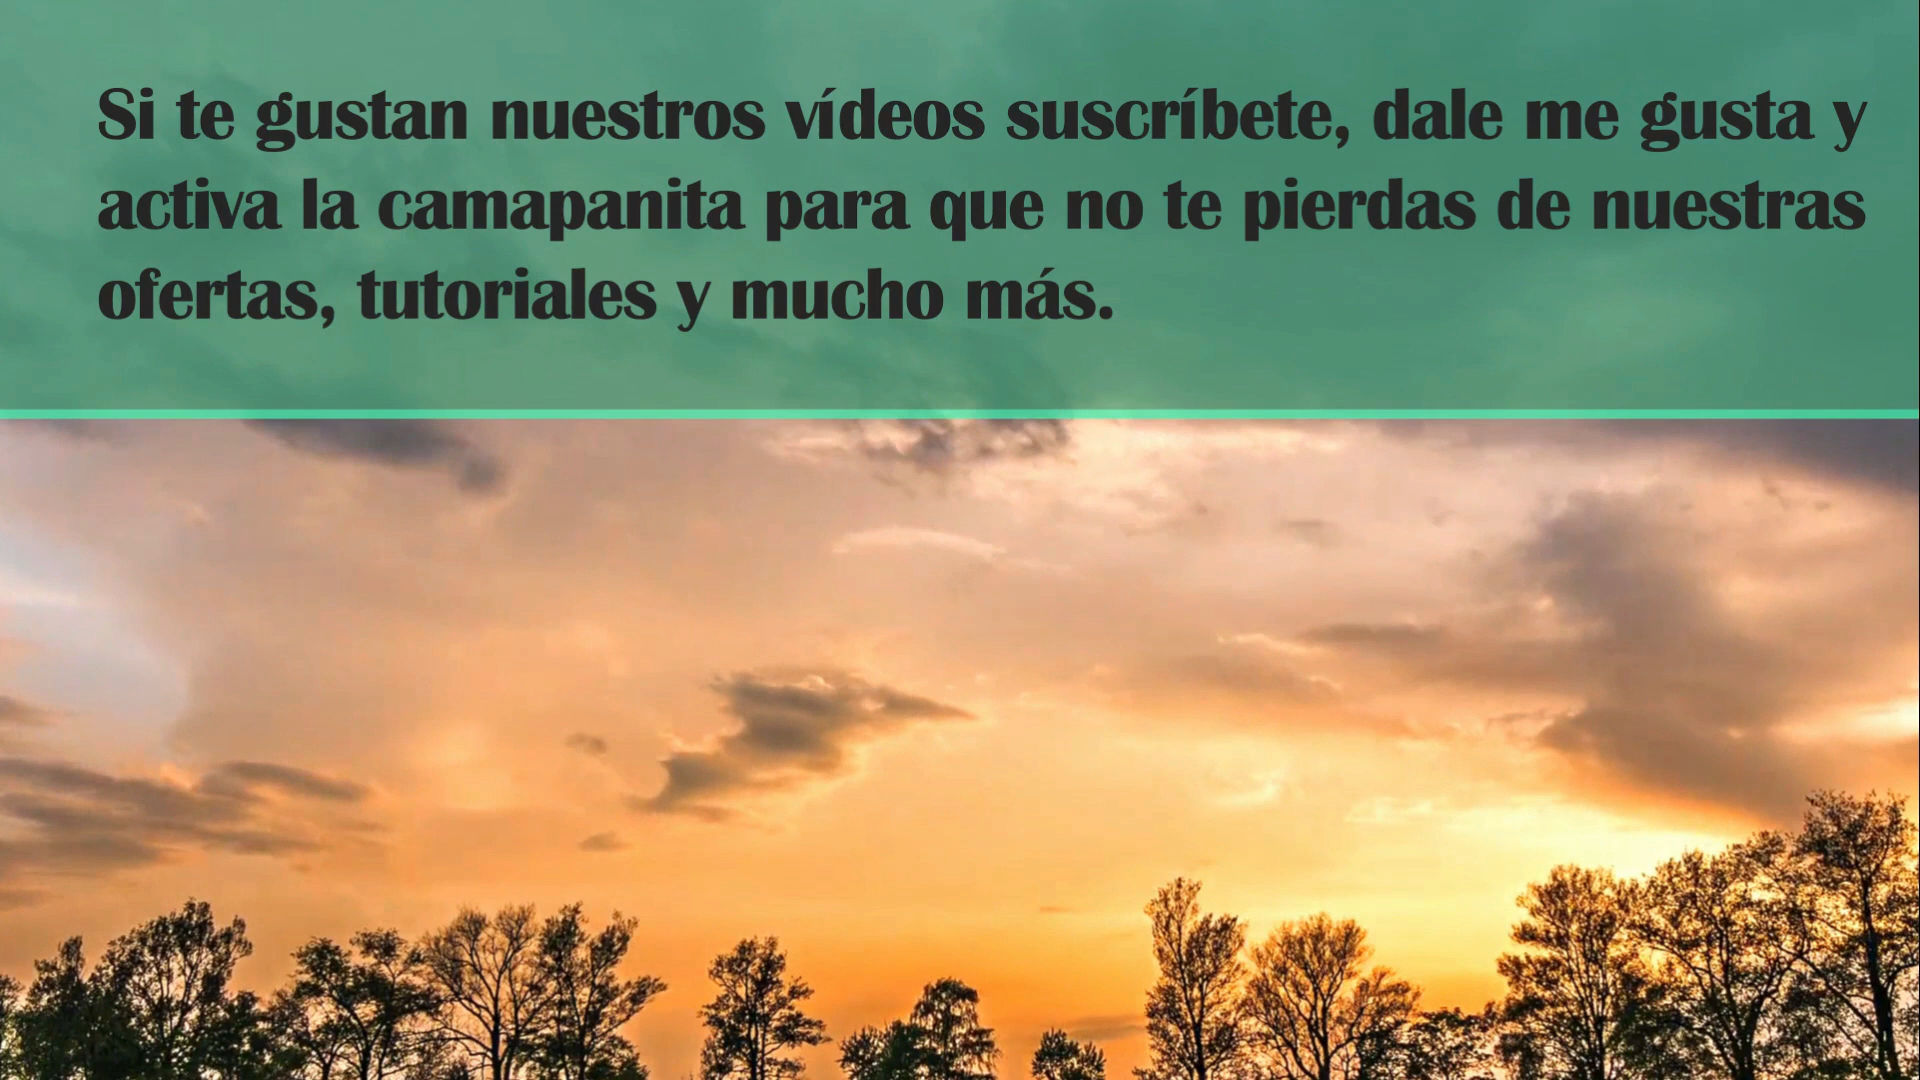 Si te gustan nuestros vídeos suscríbete, dale me gusta y
activa la camapanita para que no te pierdas de nuestras
ofertas, tutoriales y mucho más.